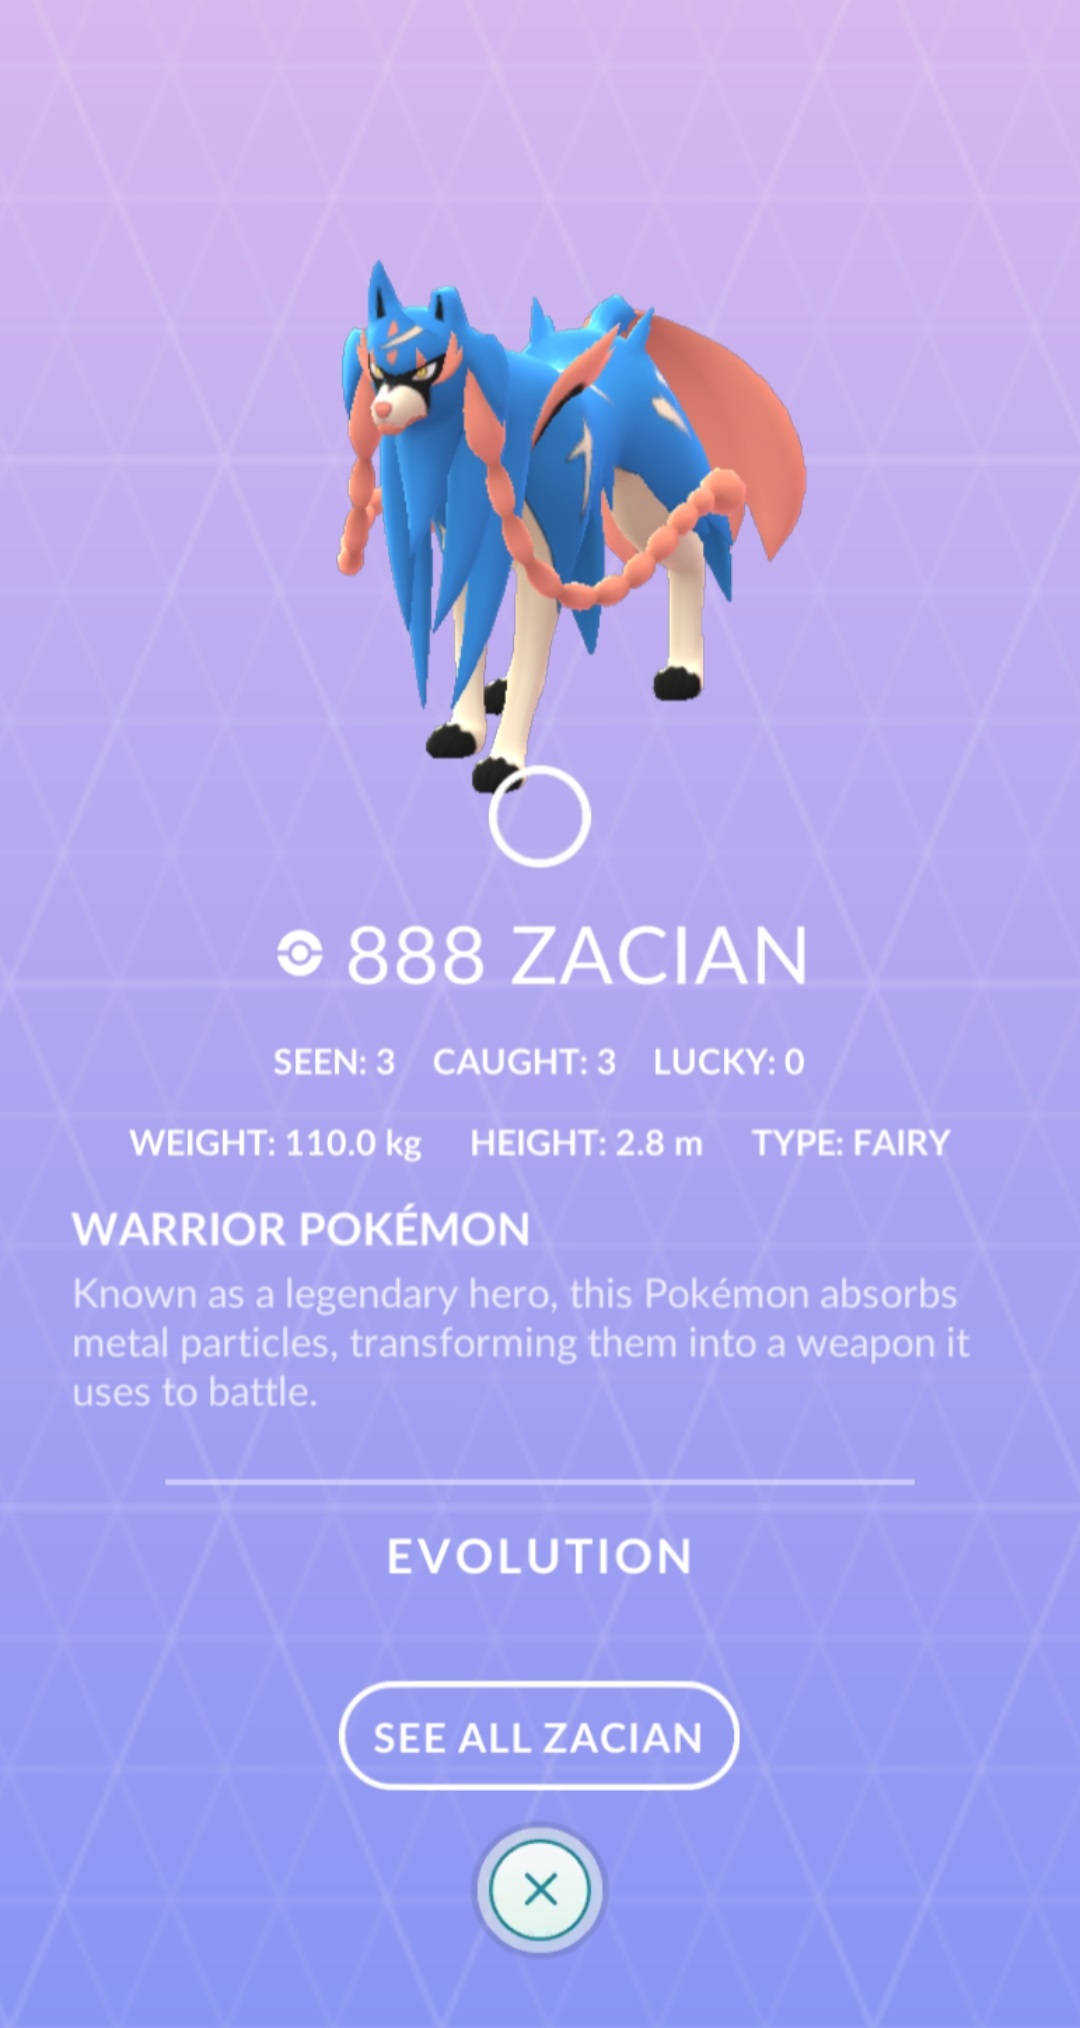 888 ZACIAN
SEEN: 3 CAUGHT: 3 LUCKY: 0
WEIGHT: 110.0 kg HEIGHT: 2.8 m TYPE: FAIRY
WARRIOR POKÉMON
Known as a legendary hero, this Pokémon absorbs
metal particles, transforming them into a weapon it
uses to battle.
EVOLUTION
SEE ALL ZACIAN